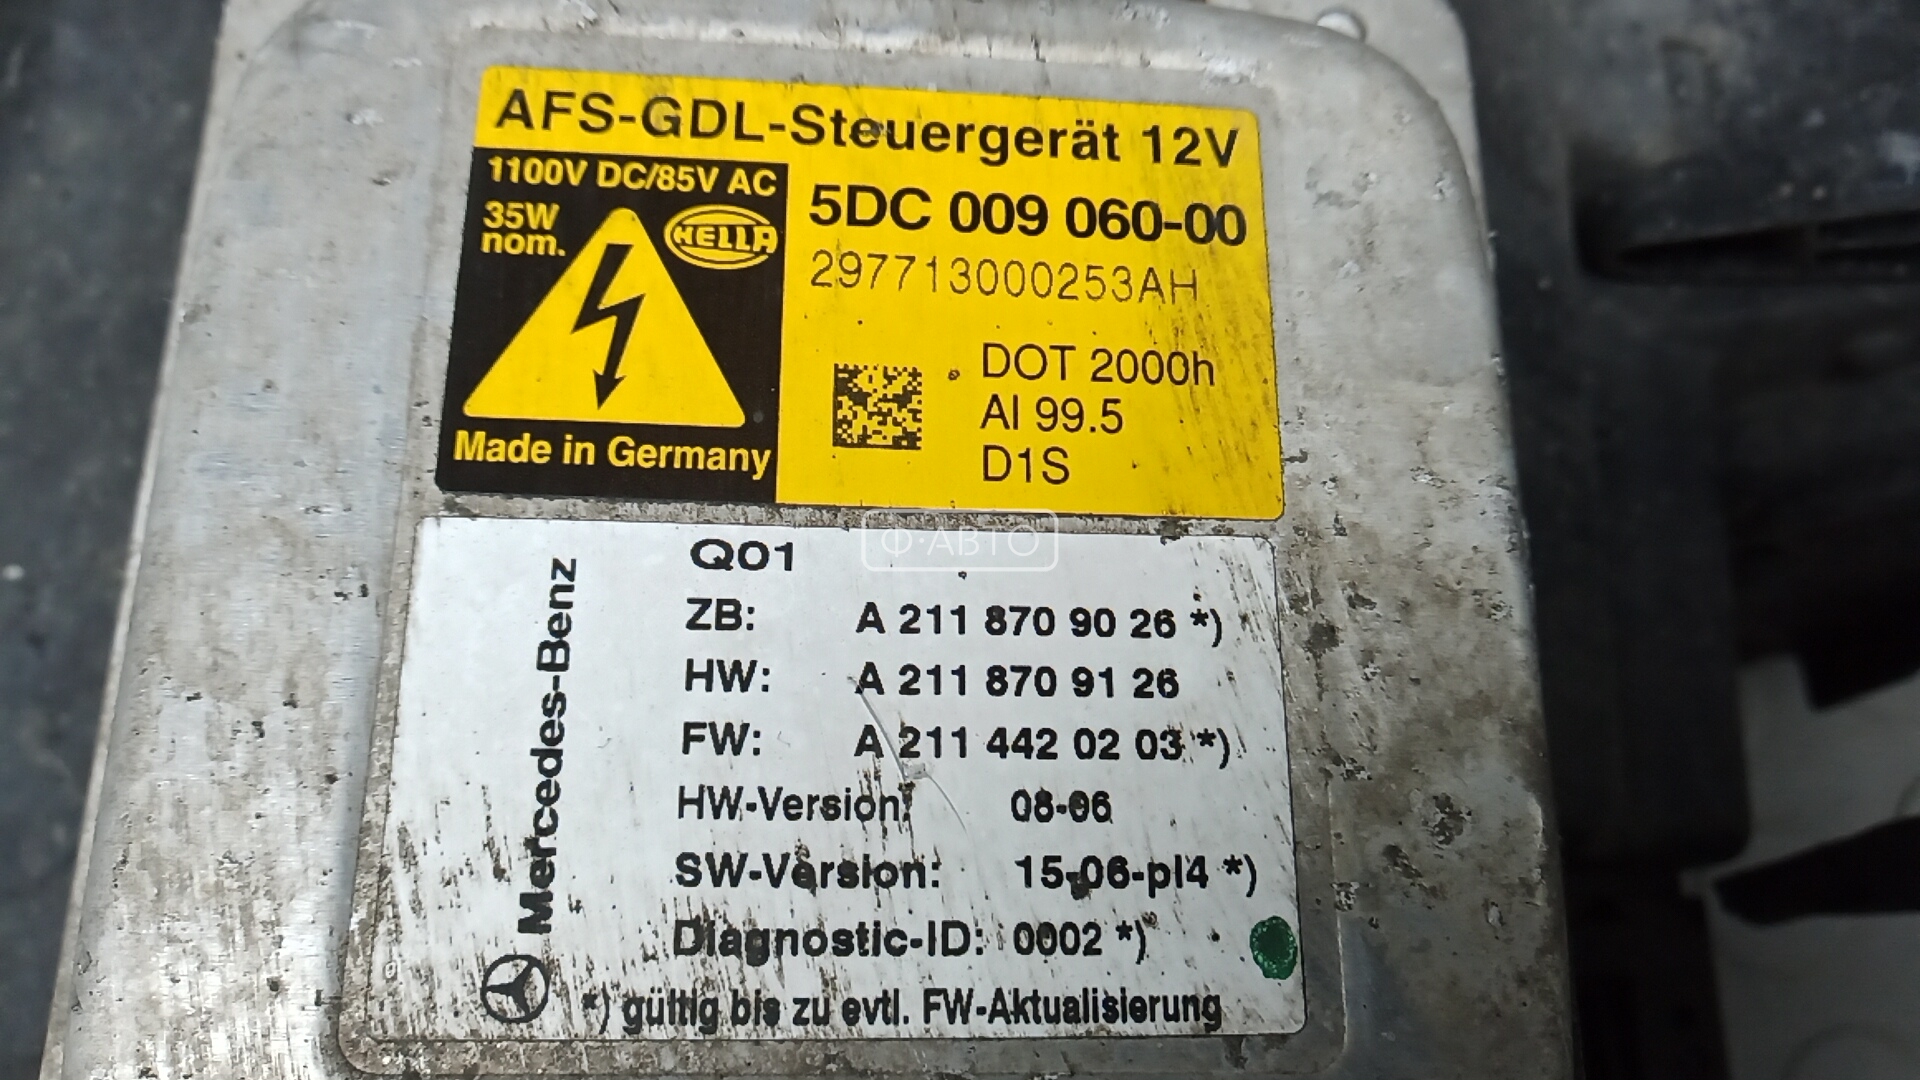 AFS-GDL-Steuergerät 12V
1100V DC/85V AC
35W
nom.
HELLA
5DC 009 060-00
297713000253AH
DOT 2000h
Al 99.5
D1S
Made in Germany
Ф·АВТО
Mercedes-Benz
Q01
ZB: A 211 870 90 26 *)
HW: A 211 870 91 26
FW: A 211 442 02 03 *)
HW-Version: 08-06
SW-Version: 15-06-pl4 *)
Diagnostic-ID: 0002 *)
*) gültig bis zu evtl. FW-Aktualisierung